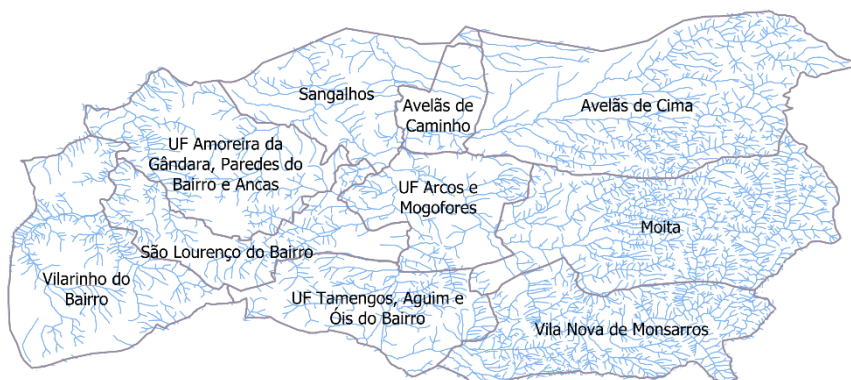 Sangalhos
Avelãs de
Caminho
Avelãs de Cima
UF Amoreira da
Gândara, Paredes do
Bairro e Ancas
UF Arcos e
Mogofores
Moita
São Lourenço do Bairro
Vilarinho do
Bairro
UF Tamengos, Aguim e
Óis do Bairro
Vila Nova de Monsarros